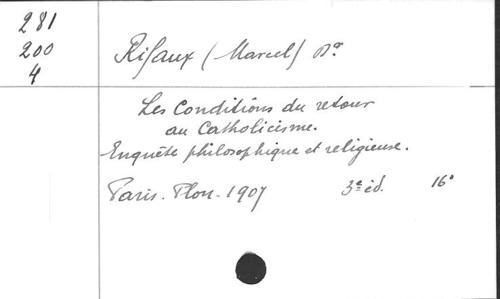 281
200
4
Rifaux (Marcel) Dr
Les Conditions du retour
au Catholicisme.
Enquête philosophique et religieuse.
Paris. Plon. 1907 3e éd. 16°